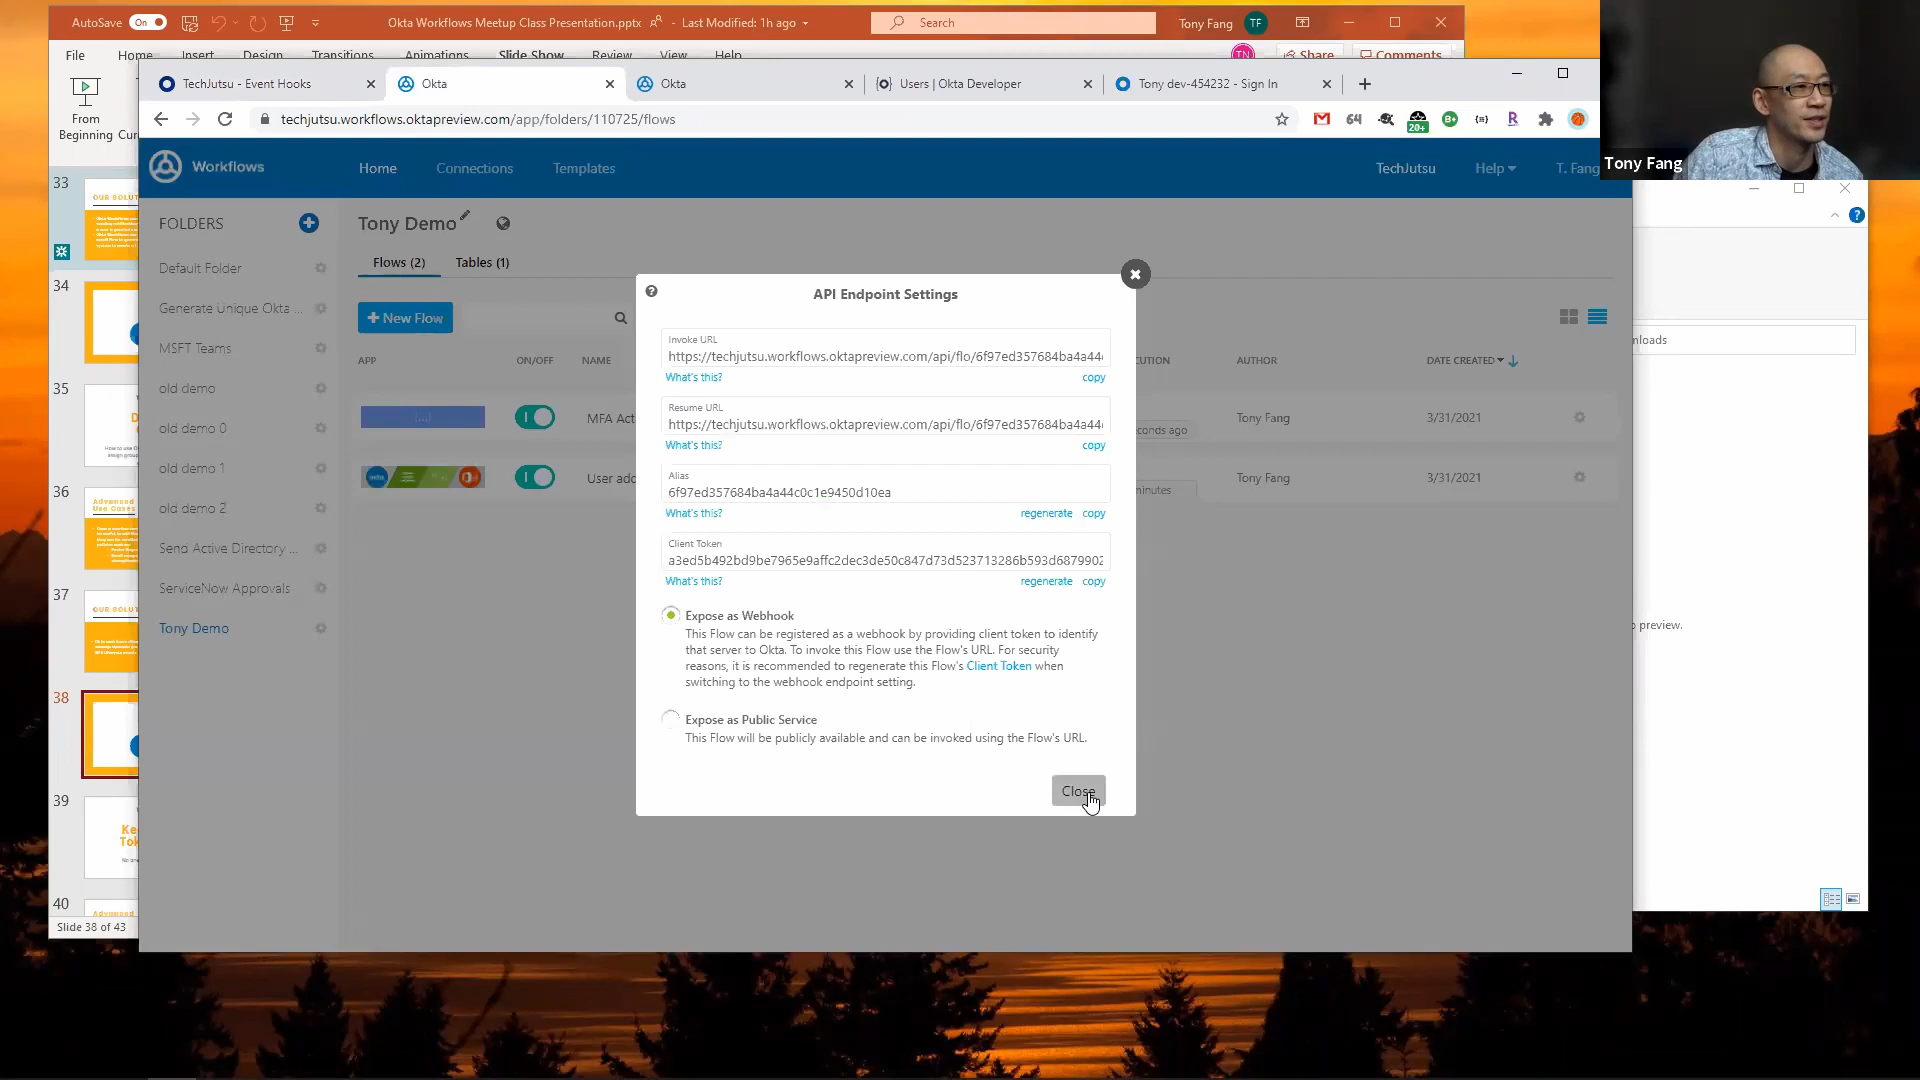 AutoSave On
Okta Workflows Meetup Class Presentation.pptx - Last Modified: 1h ago
Search
Tony Fang TF
File Home Insert Design Transitions Animations Slide Show Review View Help
TN Share Comments
From
Beginning
TechJutsu - Event Hooks
Okta
Okta
Users | Okta Developer
Tony dev-454232 - Sign In
techjutsu.workflows.oktapreview.com/app/folders/110725/flows
64
20+
B+
R
Tony Fang
Workflows
Home Connections Templates
TechJutsu Help T. Fang
33
34
35
36
37
38
39
40
Slide 38 of 43
FOLDERS
Default Folder
Generate Unique Okta ...
MSFT Teams
old demo
old demo 0
old demo 1
old demo 2
Send Active Directory ...
ServiceNow Approvals
Tony Demo
Tony Demo
Flows (2) Tables (1)
+ New Flow
APP ON/OFF NAME AUTHOR DATE CREATED
MFA Act
Tony Fang 3/31/2021
User add
Tony Fang 3/31/2021
API Endpoint Settings
Invoke URL
https://techjutsu.workflows.oktapreview.com/api/flo/6f97ed357684ba4a44
What's this? copy
Resume URL
https://techjutsu.workflows.oktapreview.com/api/flo/6f97ed357684ba4a44
What's this? copy
Alias
6f97ed357684ba4a44c0c1e9450d10ea
What's this? regenerate copy
Client Token
a3ed5b492bd9be7965e9affc2dec3de50c847d73d523713286b593d6879902
What's this? regenerate copy
Expose as Webhook
This Flow can be registered as a webhook by providing client token to identify
that server to Okta. To invoke this Flow use the Flow's URL. For security
reasons, it is recommended to regenerate this Flow's Client Token when
switching to the webhook endpoint setting.
Expose as Public Service
This Flow will be publicly available and can be invoked using the Flow's URL.
Close
preview.